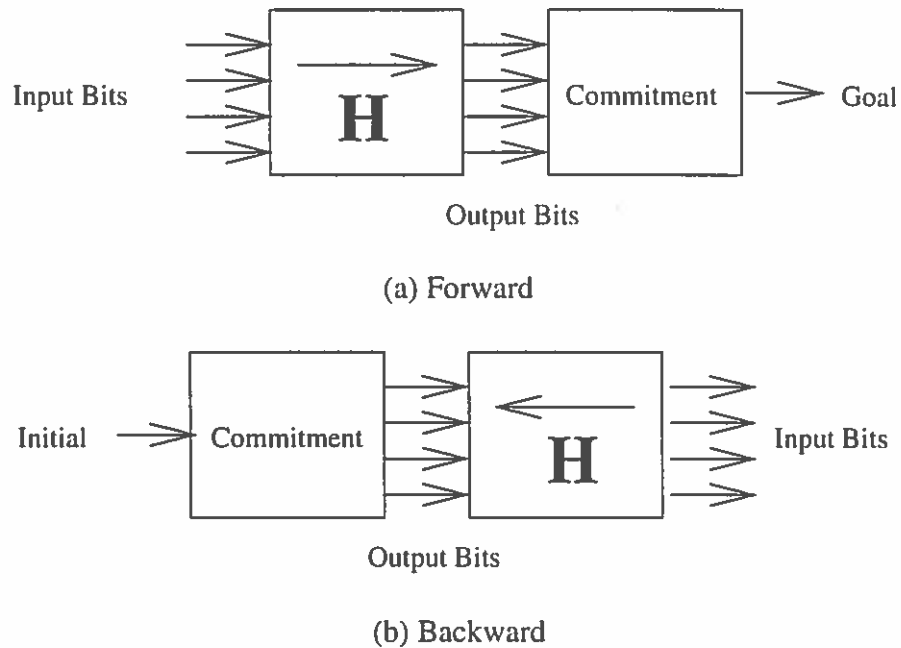 Input Bits
H
Commitment
Goal
Output Bits
(a) Forward
Initial
Commitment
H
Input Bits
Output Bits
(b) Backward